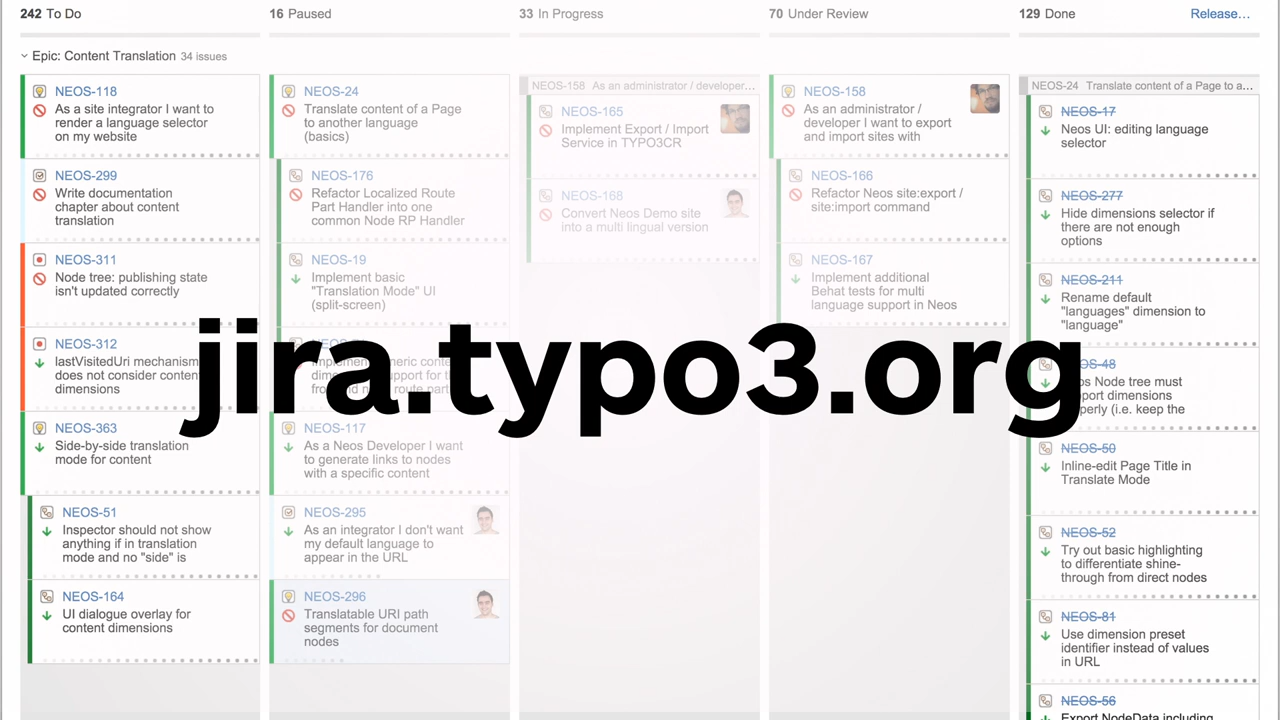 242 To Do
16 Paused
33 In Progress
70 Under Review
129 Done
Release...
Epic: Content Translation 34 issues
NEOS-118
As a site integrator I want to
render a language selector
on my website
NEOS-299
Write documentation
chapter about content
translation
NEOS-311
Node tree: publishing state
isn't updated correctly
NEOS-312
lastVisitedUri mechanism
does not consider content
dimensions
NEOS-363
Side-by-side translation
mode for content
NEOS-51
Inspector should not show
anything if in translation
mode and no "side" is
NEOS-164
UI dialogue overlay for
content dimensions
NEOS-24
Translate content of a Page
to another language
(basics)
NEOS-176
Refactor Localized Route
Part Handler into one
common Node RP Handler
NEOS-19
Implement basic
"Translation Mode" UI
(split-screen)
NEOS-117
As a Neos Developer I want
to generate links to nodes
with a specific content
NEOS-295
As an integrator I don't want
my default language to
appear in the URL
NEOS-296
Translatable URI path
segments for document
nodes
NEOS-158 As an administrator / developer...
NEOS-165
Implement Export / Import
Service in TYPO3CR
NEOS-168
Convert Neos Demo site
into a multi lingual version
NEOS-158
As an administrator /
developer I want to export
and import sites with
NEOS-166
Refactor Neos site:export /
site:import command
NEOS-167
Implement additional
Behat tests for multi
language support in Neos
NEOS-24 Translate content of a Page to a...
NEOS-17
Neos UI: editing language
selector
NEOS-277
Hide dimensions selector if
there are not enough
options
NEOS-211
Rename default
"languages" dimension to
"language"
NEOS-48
Node tree must
dimensions
(i.e. keep the
NEOS-50
Inline-edit Page Title in
Translate Mode
NEOS-52
Try out basic highlighting
to differentiate shine-
through from direct nodes
NEOS-81
Use dimension preset
identifier instead of values
in URL
NEOS-56
Export NodeData including
jira.typo3.org